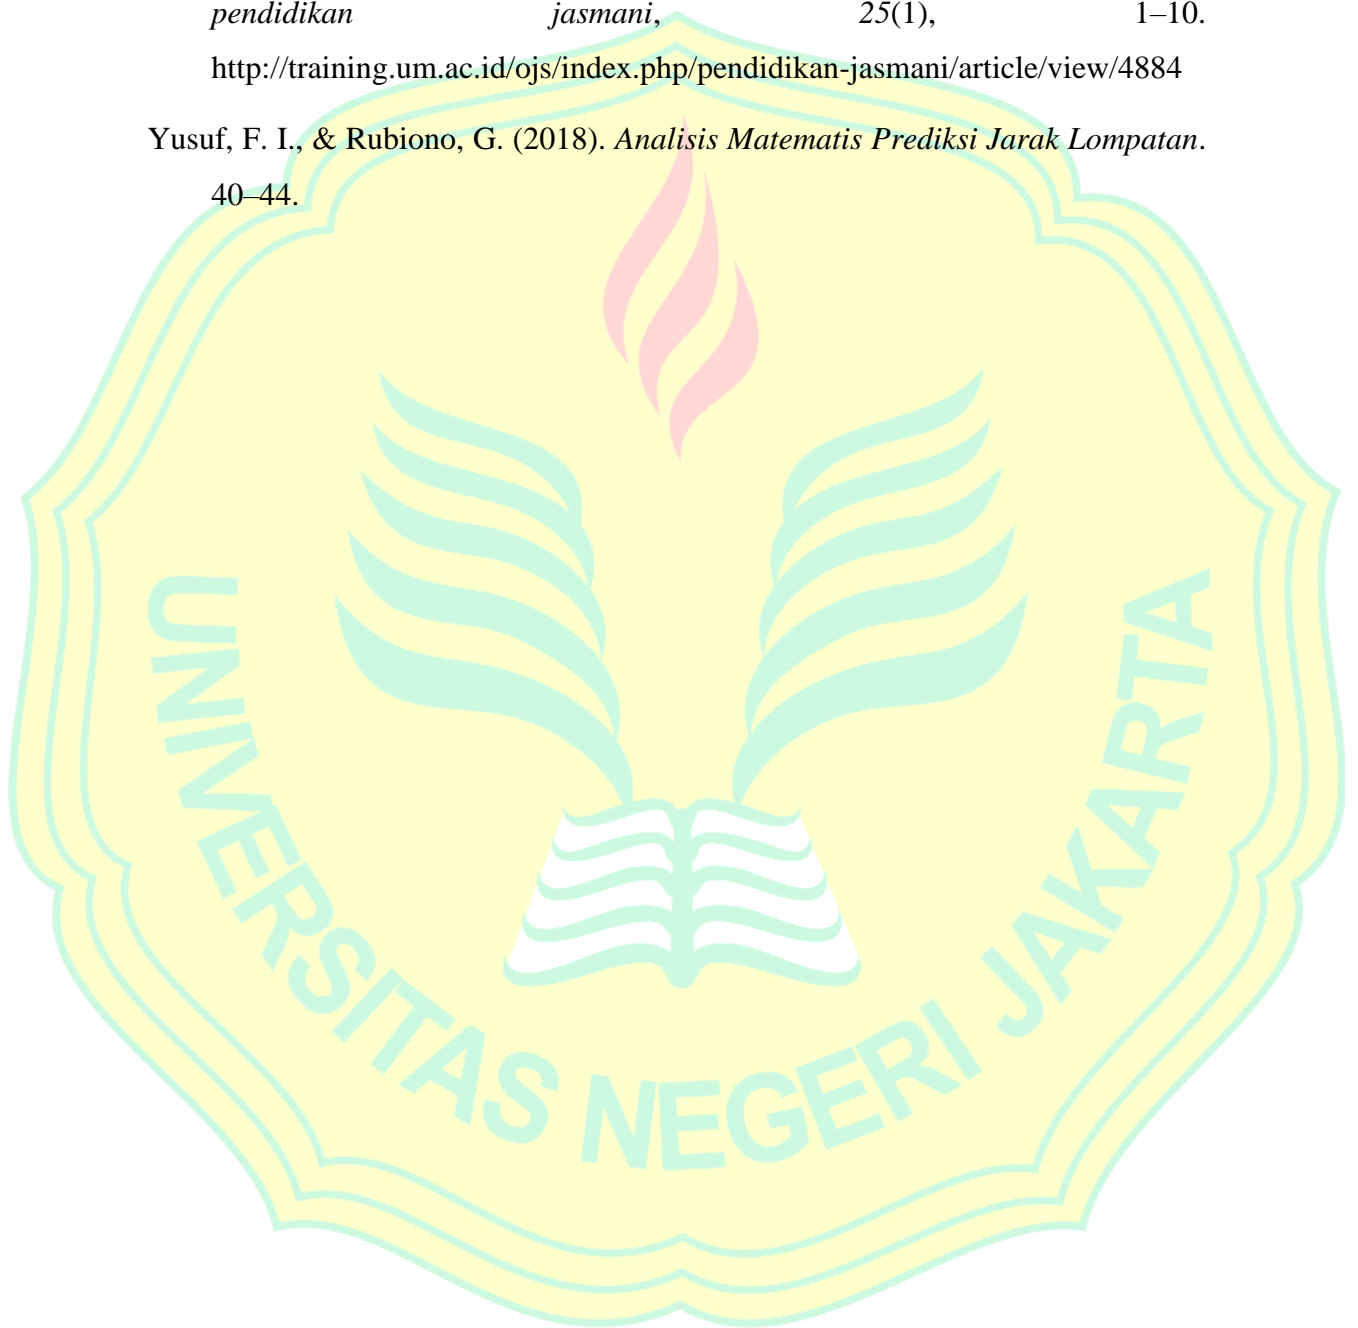 pendidikan jasmani, 25(1), 1–10.
http://training.um.ac.id/ojs/index.php/pendidikan-jasmani/article/view/4884
Yusuf, F. I., & Rubiono, G. (2018). Analisis Matematis Prediksi Jarak Lompatan.
40–44.
UNIVERSITAS NEGERI JAKARTA